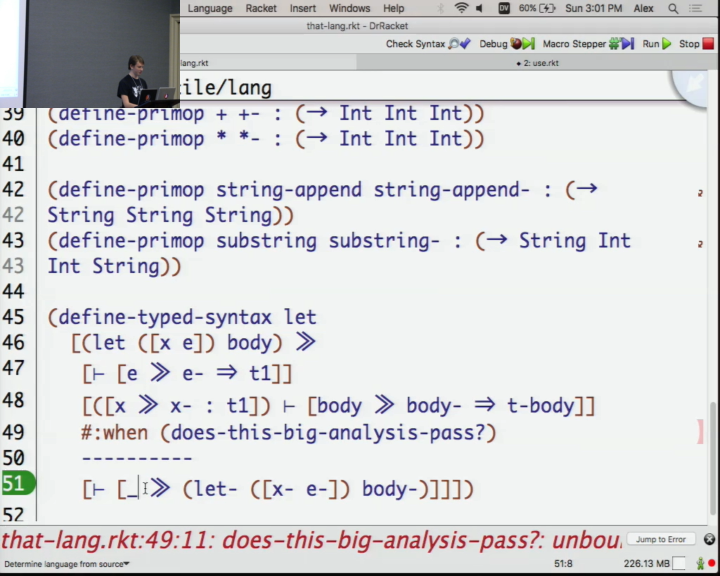 Language Racket Insert Windows Help 60% Sun 3:01 PM Alex
that-lang.rkt - DrRacket
Check Syntax Debug Macro Stepper Run Stop
lang.rkt • 2: use.rkt
ile/lang
39 (define-primop + +- : (→ Int Int Int))
40 (define-primop * *- : (→ Int Int Int))
41
42 (define-primop string-append string-append- : (→
42 String String String))
43 (define-primop substring substring- : (→ String Int
43 Int String))
44
45 (define-typed-syntax let
46 [(let ([x e]) body) ≫
47 [⊢ [e ≫ e- ⇒ t1]]
48 [([x ≫ x- : t1]) ⊢ [body ≫ body- ⇒ t-body]]
49 #:when (does-this-big-analysis-pass?)
50 ----------
51 [⊢ [_ ≫ (let- ([x- e-]) body-)]]])
52
that-lang.rkt:49:11: does-this-big-analysis-pass?: unbou
Jump to Error
Determine language from source▾ 51:8 226.13 MB